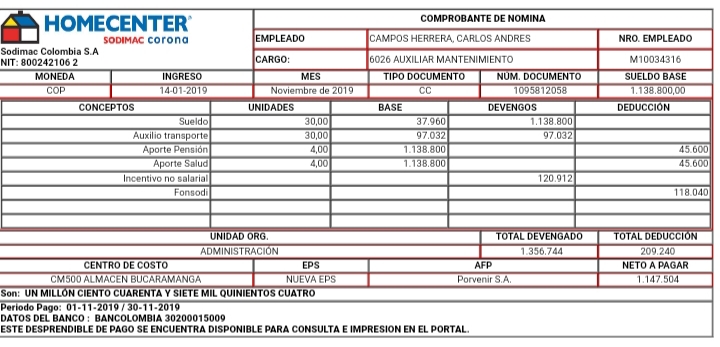 HOMECENTER
SODIMAC corona
Sodimac Colombia S.A
NIT: 800242106 2
COMPROBANTE DE NOMINA
EMPLEADO CAMPOS HERRERA, CARLOS ANDRES NRO. EMPLEADO
CARGO: 6026 AUXILIAR MANTENIMIENTO M10034316
MONEDA INGRESO MES TIPO DOCUMENTO NÚM. DOCUMENTO SUELDO BASE
COP 14-01-2019 Noviembre de 2019 CC 1095812058 1.138.800,00
CONCEPTOS UNIDADES BASE DEVENGOS DEDUCCIÓN
Sueldo 30,00 37.960 1.138.800
Auxilio transporte 30,00 97.032 97.032
Aporte Pensión 4,00 1.138.800 45.600
Aporte Salud 4,00 1.138.800 45.600
Incentivo no salarial 120.912
Fonsodi 118.040
UNIDAD ORG. TOTAL DEVENGADO TOTAL DEDUCCIÓN
ADMINISTRACIÓN 1.356.744 209.240
CENTRO DE COSTO EPS AFP NETO A PAGAR
CM500 ALMACEN BUCARAMANGA NUEVA EPS Porvenir S.A. 1.147.504
Son: UN MILLÓN CIENTO CUARENTA Y SIETE MIL QUINIENTOS CUATRO
Periodo Pago: 01-11-2019 / 30-11-2019
DATOS DEL BANCO : BANCOLOMBIA 30200015009
ESTE DESPRENDIBLE DE PAGO SE ENCUENTRA DISPONIBLE PARA CONSULTA E IMPRESION EN EL PORTAL.